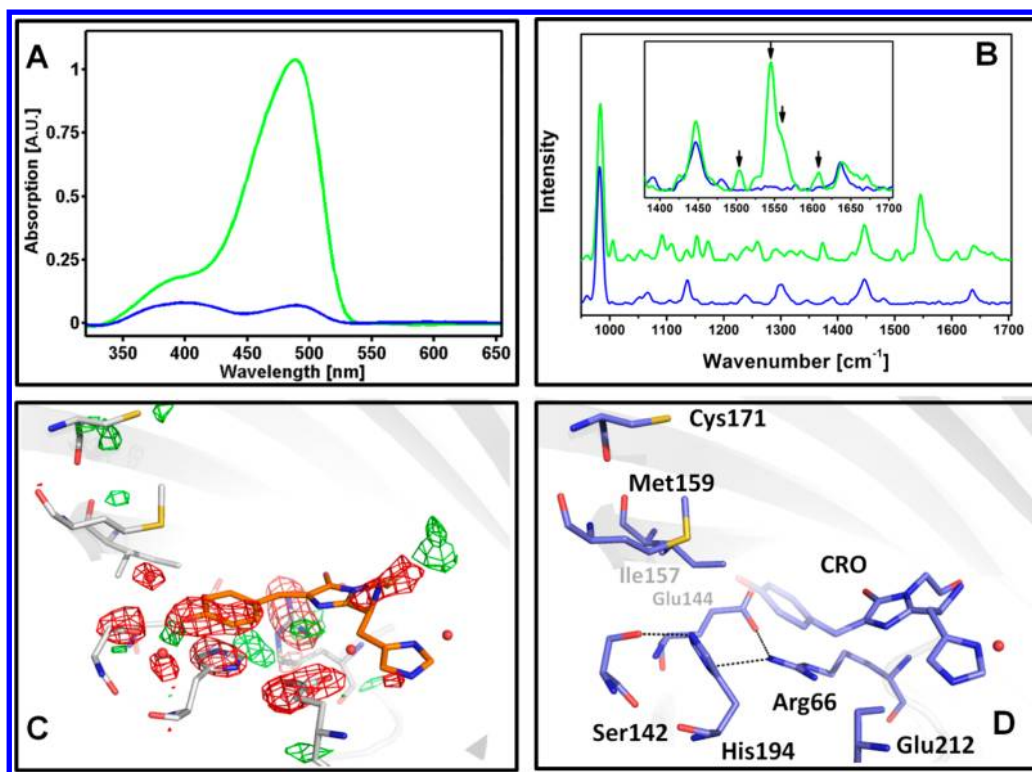 A
Absorption [A.U.]
1
0.75
0.5
0.25
0
350 400 450 500 550 600 650
Wavelength [nm]
B
Intensity
1400 1450 1500 1550 1600 1650 1700
1000 1100 1200 1300 1400 1500 1600 1700
Wavenumber [cm-1]
C
Cys171
Met159
Ile157
Glu144
CRO
Ser142
His194
Arg66
Glu212
D